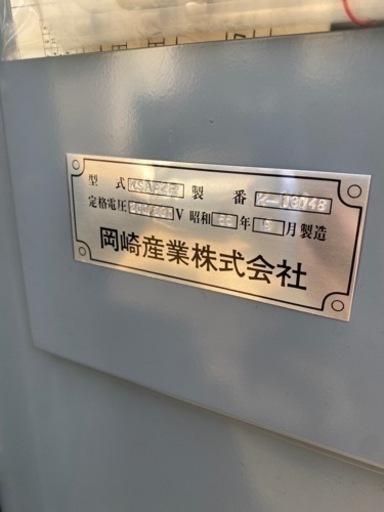 型式 製番 K-19748
定格電圧 V 昭和 年 月製造
岡崎産業株式会社